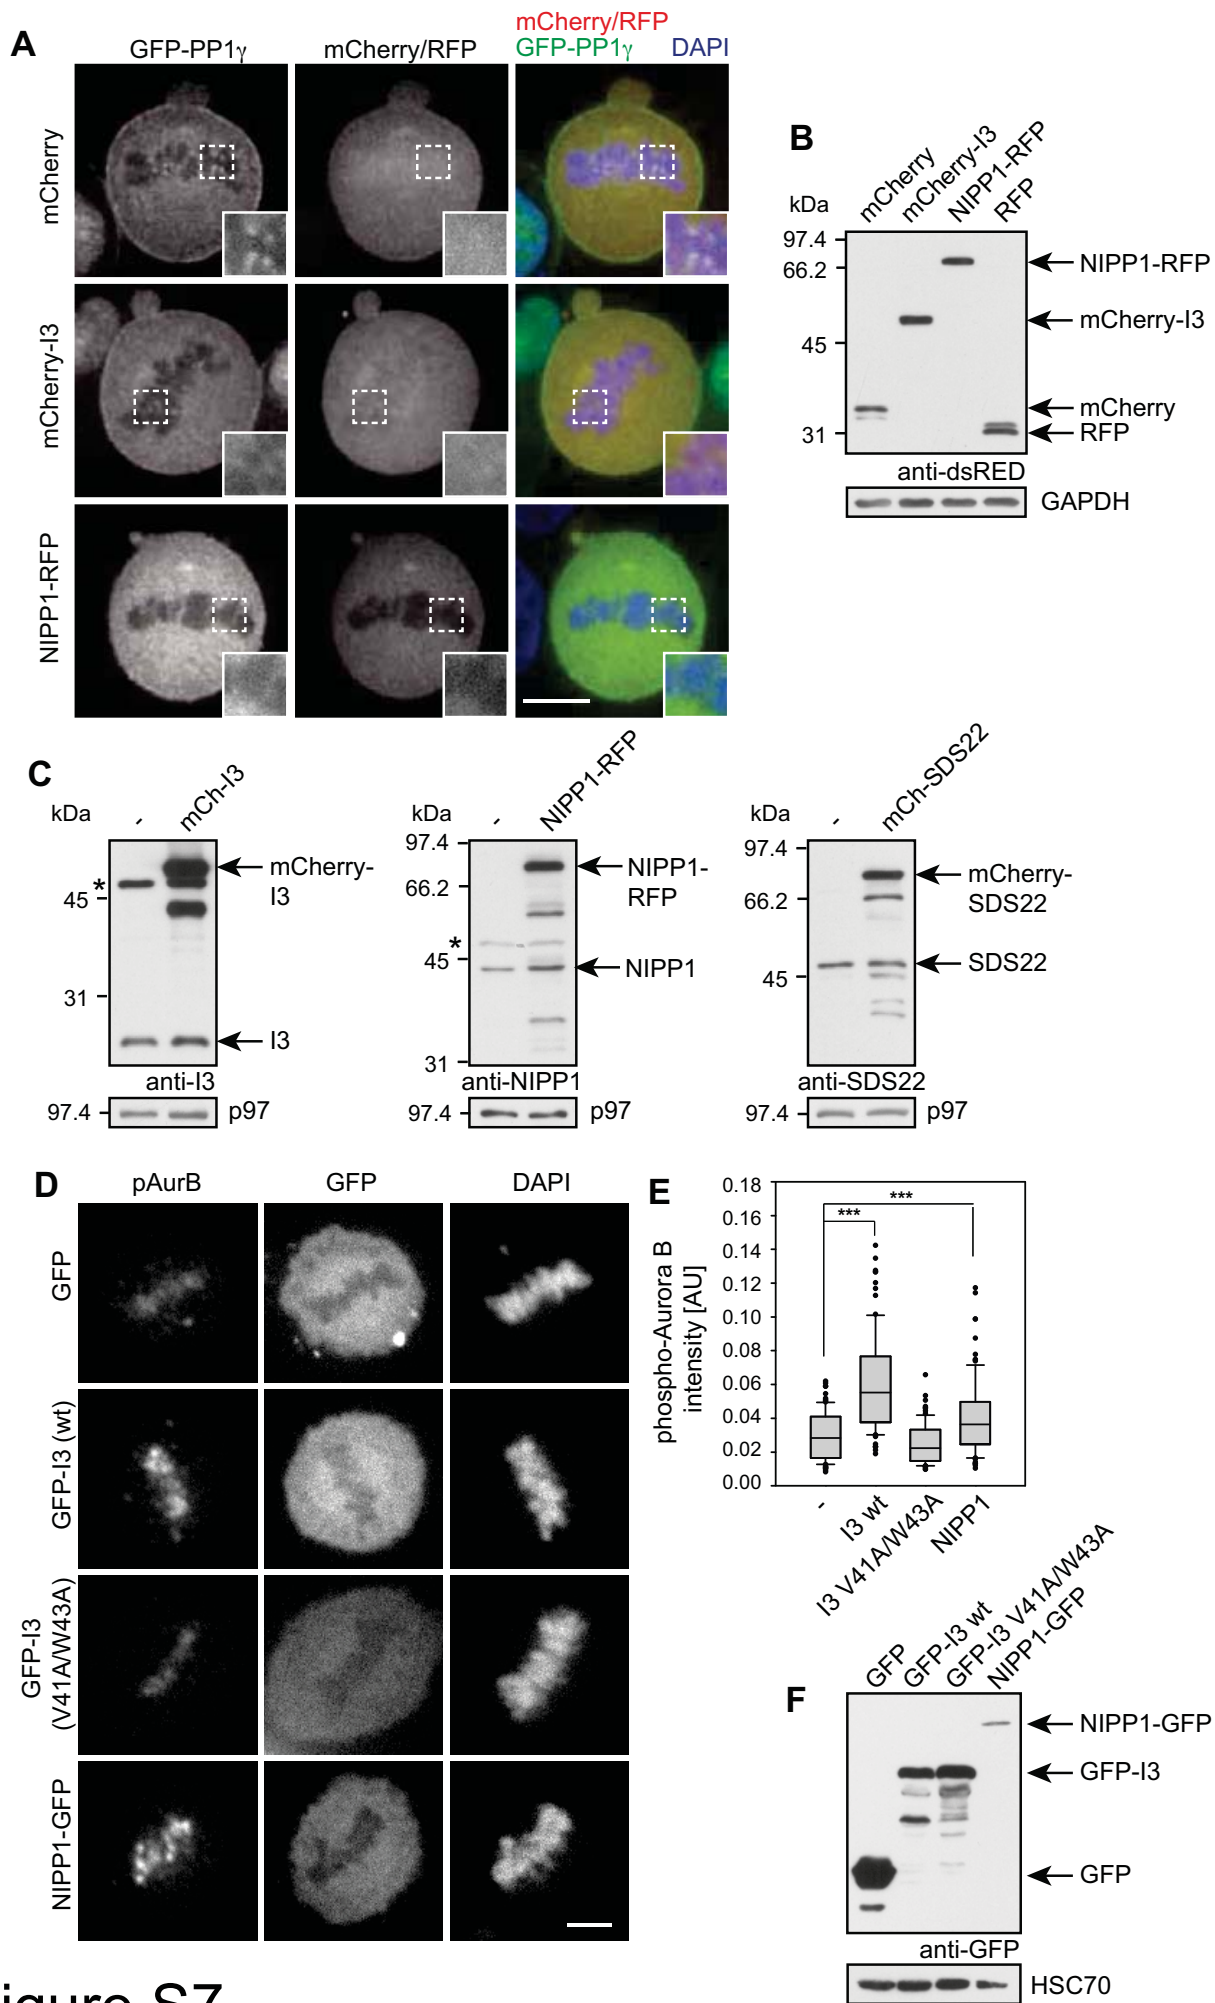 A
GFP-PP1γ
mCherry/RFP
mCherry/RFP
GFP-PP1γ DAPI
mCherry
mCherry-I3
NIPP1-RFP
B
kDa
mCherry
mCherry-I3
NIPP1-RFP
RFP
97.4
66.2
45
31
NIPP1-RFP
mCherry-I3
mCherry
RFP
anti-dsRED
GAPDH
C
kDa
-
mCh-I3
*
45
31
mCherry-
I3
I3
anti-I3
97.4
p97
kDa
-
NIPP1-RFP
97.4
66.2
*
45
31
NIPP1-
RFP
NIPP1
anti-NIPP1
97.4
p97
kDa
-
mCh-SDS22
97.4
66.2
45
mCherry-
SDS22
SDS22
anti-SDS22
97.4
p97
D
pAurB
GFP
DAPI
GFP
GFP-I3 (wt)
GFP-I3
(V41A/W43A)
NIPP1-GFP
E
phospho-Aurora B
intensity [AU]
0.18
0.16
0.14
0.12
0.10
0.08
0.06
0.04
0.02
0.00
***
***
-
I3 wt
I3 V41A/W43A
NIPP1
F
GFP
GFP-I3 wt
GFP-I3 V41A/W43A
NIPP1-GFP
NIPP1-GFP
GFP-I3
GFP
anti-GFP
HSC70
igure S7